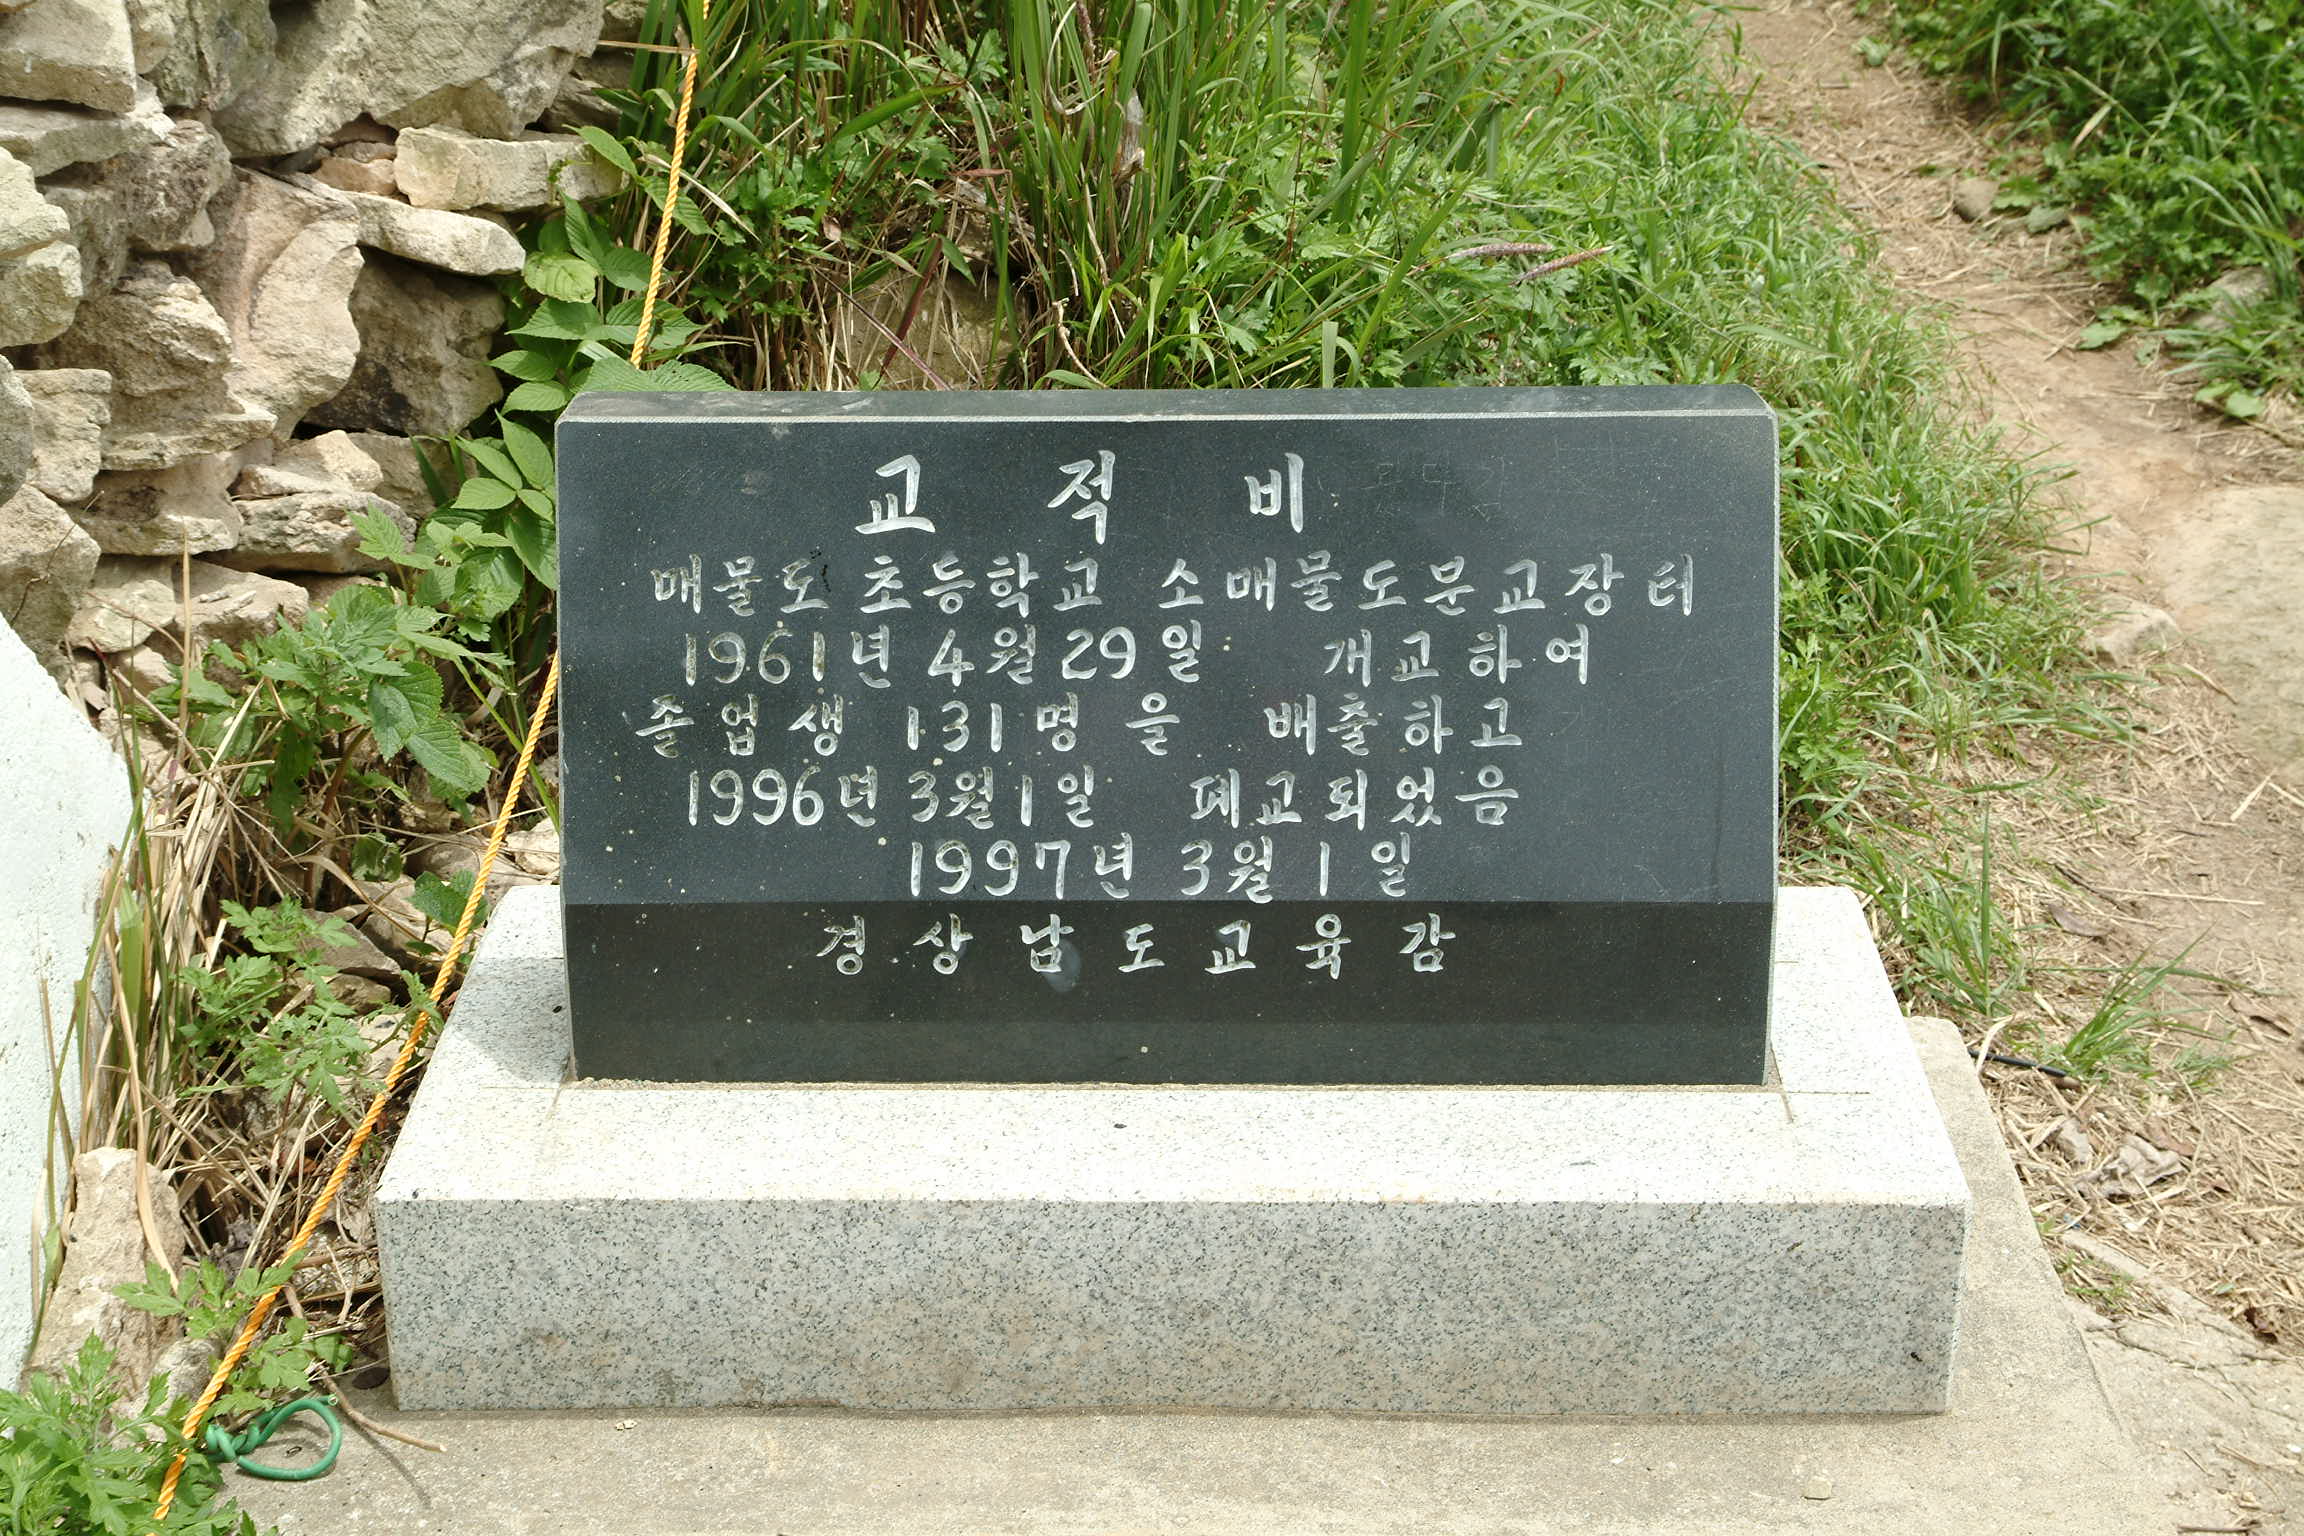 교 적 비
매물도 초등학교 소매물도문교장터
1961년 4월 29일 개교하여
졸업생 131명을 배출하고
1996년 3월 1일 폐교되었음
1997년 3월 1일
경상남도교육감